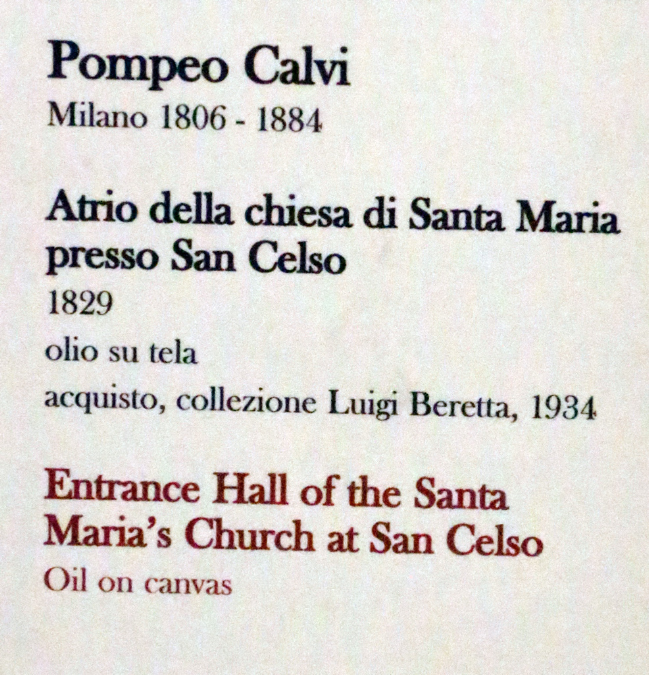 Pompeo Calvi
Milano 1806 - 1884
Atrio della chiesa di Santa Maria
presso San Celso
1829
olio su tela
acquisto, collezione Luigi Beretta, 1934
Entrance Hall of the Santa
Maria's Church at San Celso
Oil on canvas